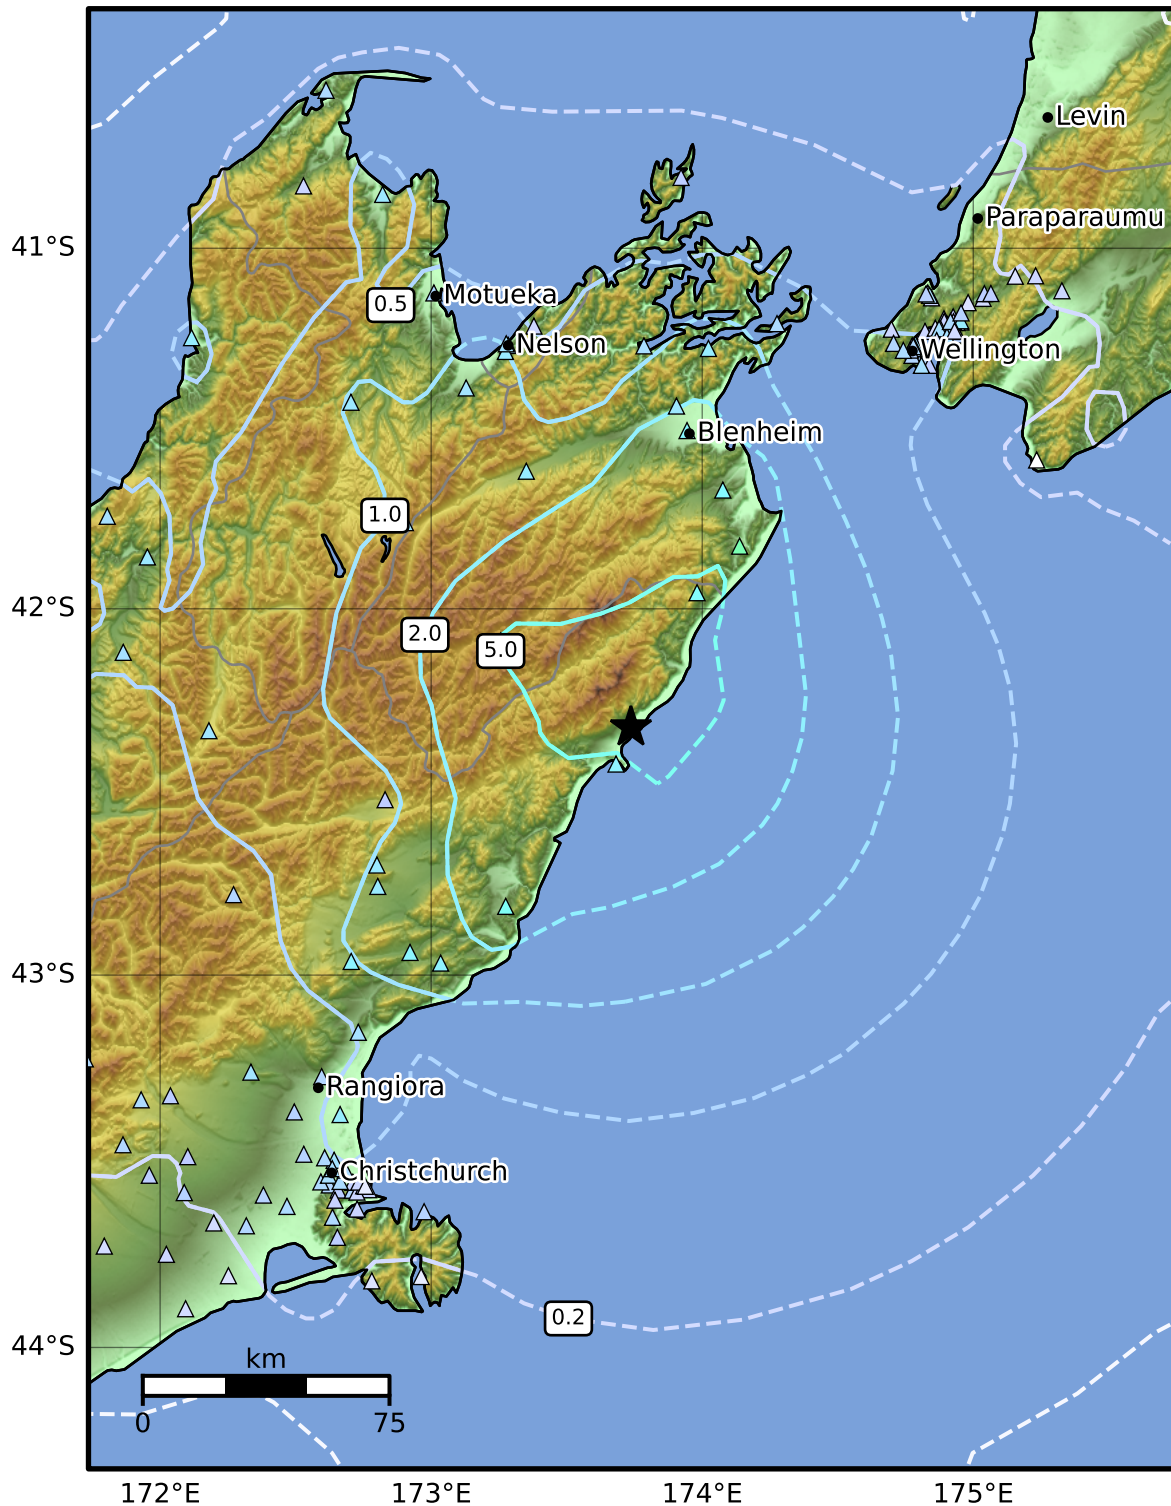 Levin
Paraparaumu
41°S
0.5
Motueka
Nelson
Wellington
Blenheim
1.0
42°S
2.0
5.0
43°S
Rangiora
Christchurch
0.2
44°S
km
0
75
172°E
173°E
174°E
175°E